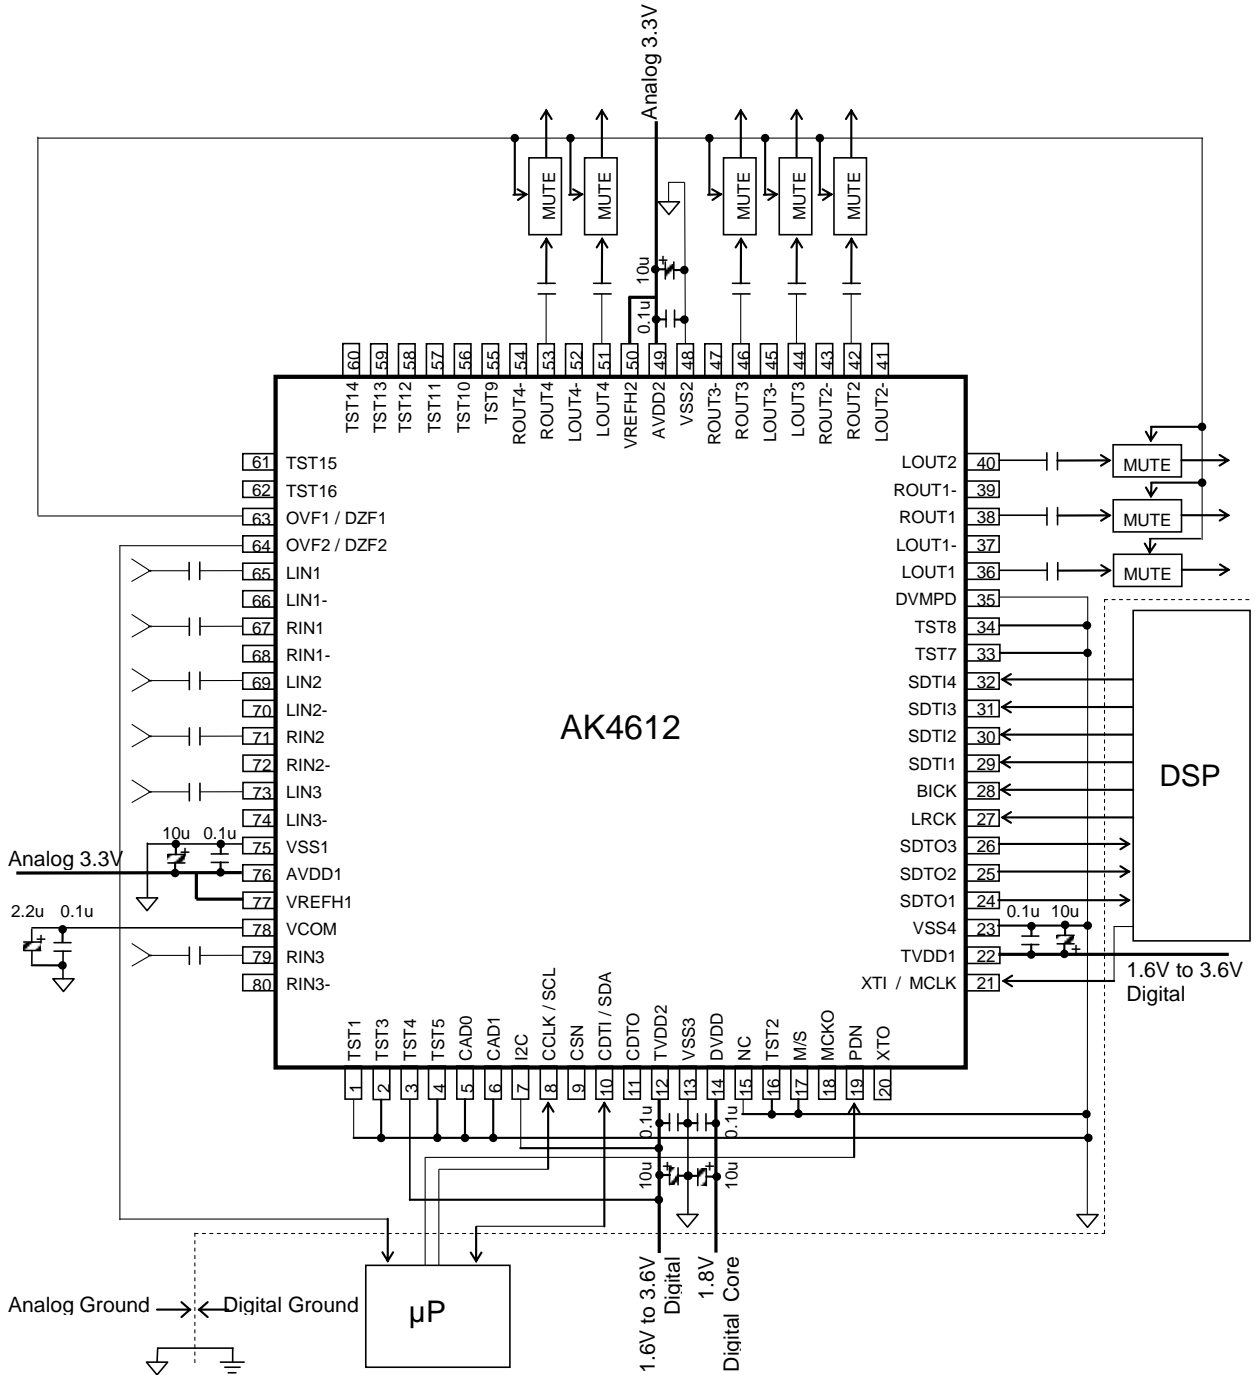 Analog 3.3V
MUTE
MUTE
MUTE
MUTE
MUTE
10u
+
0.1u
60
59
58
57
56
55
54
53
52
51
50
49
48
47
46
45
44
43
42
41
TST14
TST13
TST12
TST11
TST10
TST9
ROUT4-
ROUT4
LOUT4-
LOUT4
VREFH2
AVDD2
VSS2
ROUT3-
ROUT3
LOUT3-
LOUT3
ROUT2-
ROUT2
LOUT2-
61 TST15
62 TST16
63 OVF1 / DZF1
64 OVF2 / DZF2
65 LIN1
66 LIN1-
67 RIN1
68 RIN1-
69 LIN2
70 LIN2-
71 RIN2
72 RIN2-
73 LIN3
74 LIN3-
75 VSS1
76 AVDD1
77 VREFH1
78 VCOM
79 RIN3
80 RIN3-
10u 0.1u
+
Analog 3.3V
2.2u 0.1u
+
AK4612
LOUT2 40
ROUT1- 39
ROUT1 38
LOUT1- 37
LOUT1 36
DVMPD 35
TST8 34
TST7 33
SDTI4 32
SDTI3 31
SDTI2 30
SDTI1 29
BICK 28
LRCK 27
SDTO3 26
SDTO2 25
SDTO1 24
VSS4 23
TVDD1 22
XTI / MCLK 21
MUTE
MUTE
MUTE
DSP
0.1u 10u
+
1.6V to 3.6V
Digital
TST1
TST3
TST4
TST5
CAD0
CAD1
I2C
CCLK / SCL
CSN
CDTI / SDA
CDTO
TVDD2
VSS3
DVDD
NC
TST2
M/S
MCKO
PDN
XTO
1
2
3
4
5
6
7
8
9
10
11
12
13
14
15
16
17
18
19
20
0.1u
0.1u
10u
+
+
10u
1.6V to 3.6V
Digital
1.8V
Digital Core
µP
Analog Ground
Digital Ground